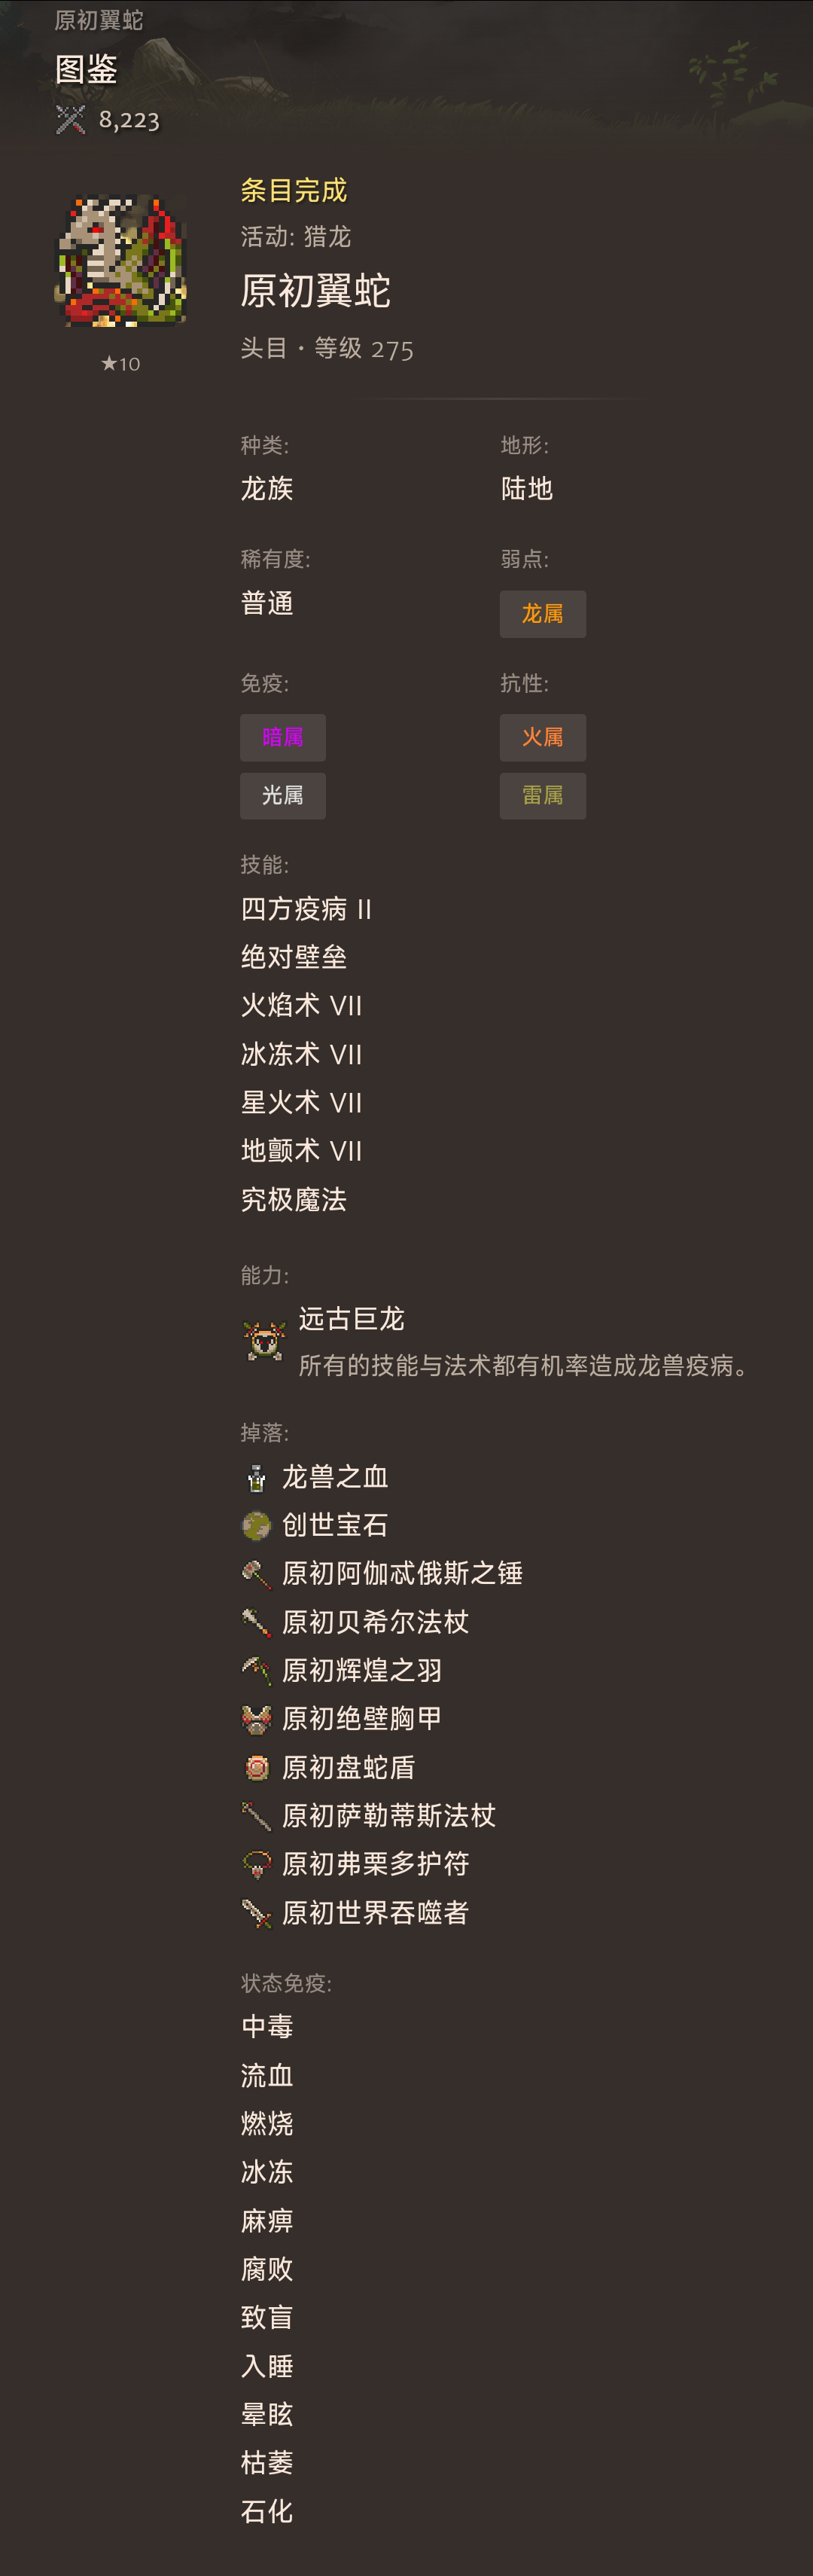 原初翼蛇
图鉴
8,223
条目完成
活动: 猎龙
原初翼蛇
★10
头目 · 等级 275
种类:
地形:
龙族
陆地
稀有度:
弱点:
普通
龙属
免疫:
抗性:
暗属
火属
光属
雷属
技能:
四方疫病 II
绝对壁垒
火焰术 VII
冰冻术 VII
星火术 VII
地颤术 VII
究极魔法
能力:
远古巨龙
所有的技能与法术都有机率造成龙兽疫病。
掉落:
龙兽之血
创世宝石
原初阿伽忒俄斯之锤
原初贝希尔法杖
原初辉煌之羽
原初绝壁胸甲
原初盘蛇盾
原初萨勒蒂斯法杖
原初弗栗多护符
原初世界吞噬者
状态免疫:
中毒
流血
燃烧
冰冻
麻痹
腐败
致盲
入睡
晕眩
枯萎
石化